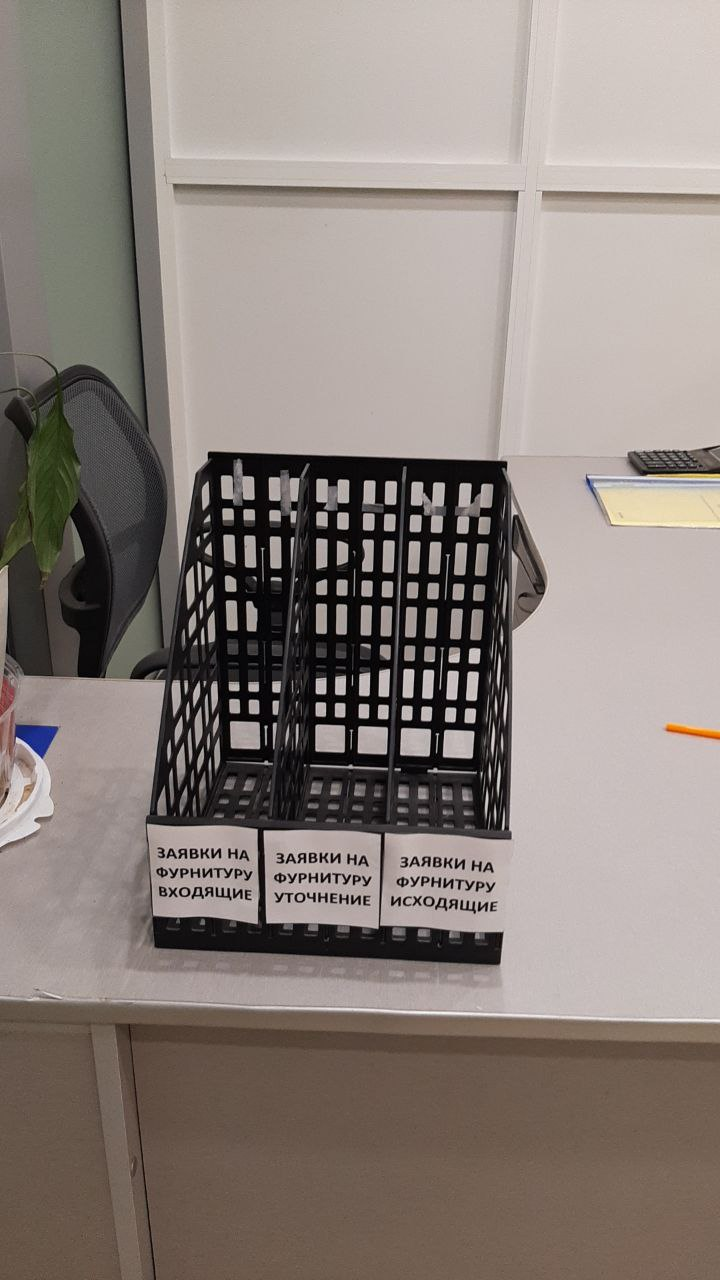 ЗАЯВКИ НА
ФУРНИТУРУ
ВХОДЯЩИЕ
ЗАЯВКИ НА
ФУРНИТУРУ
УТОЧНЕНИЕ
ЗАЯВКИ НА
ФУРНИТУРУ
ИСХОДЯЩИЕ